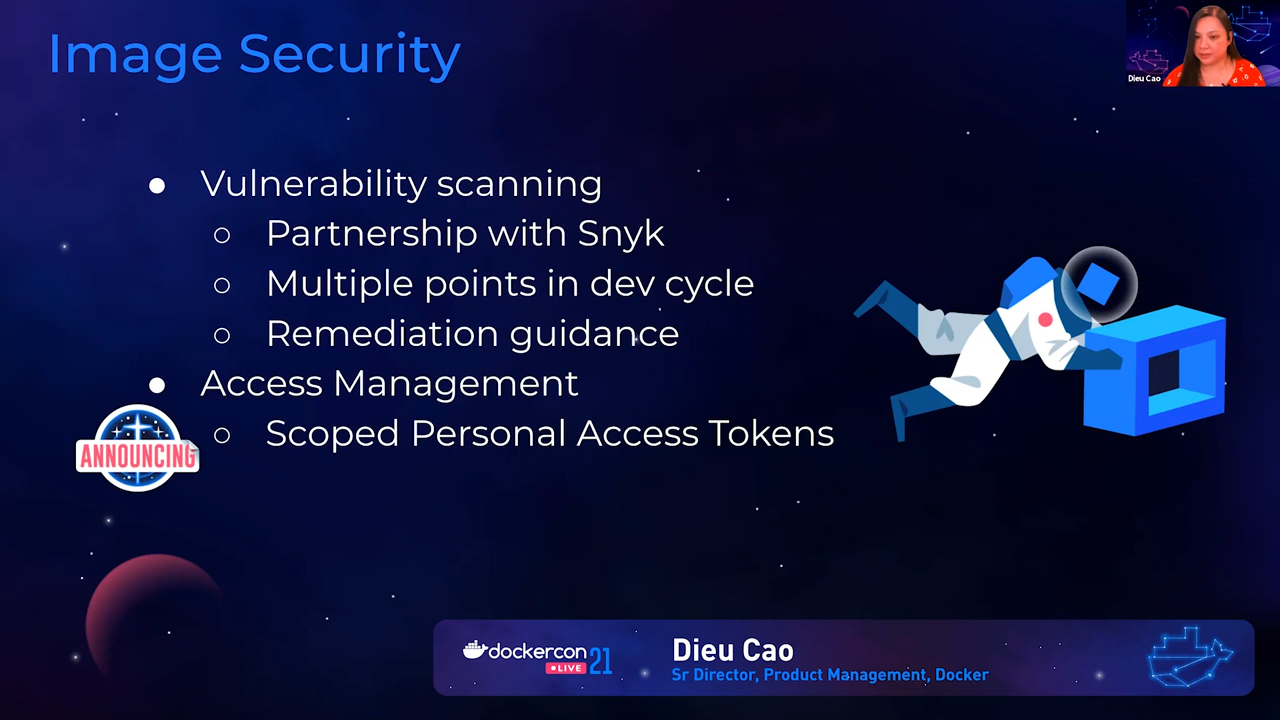 Image Security
Dieu Cao
Vulnerability scanning
Partnership with Snyk
Multiple points in dev cycle
Remediation guidance
Access Management
Scoped Personal Access Tokens
ANNOUNCING
dockercon
LIVE 21
Dieu Cao
Sr Director, Product Management, Docker